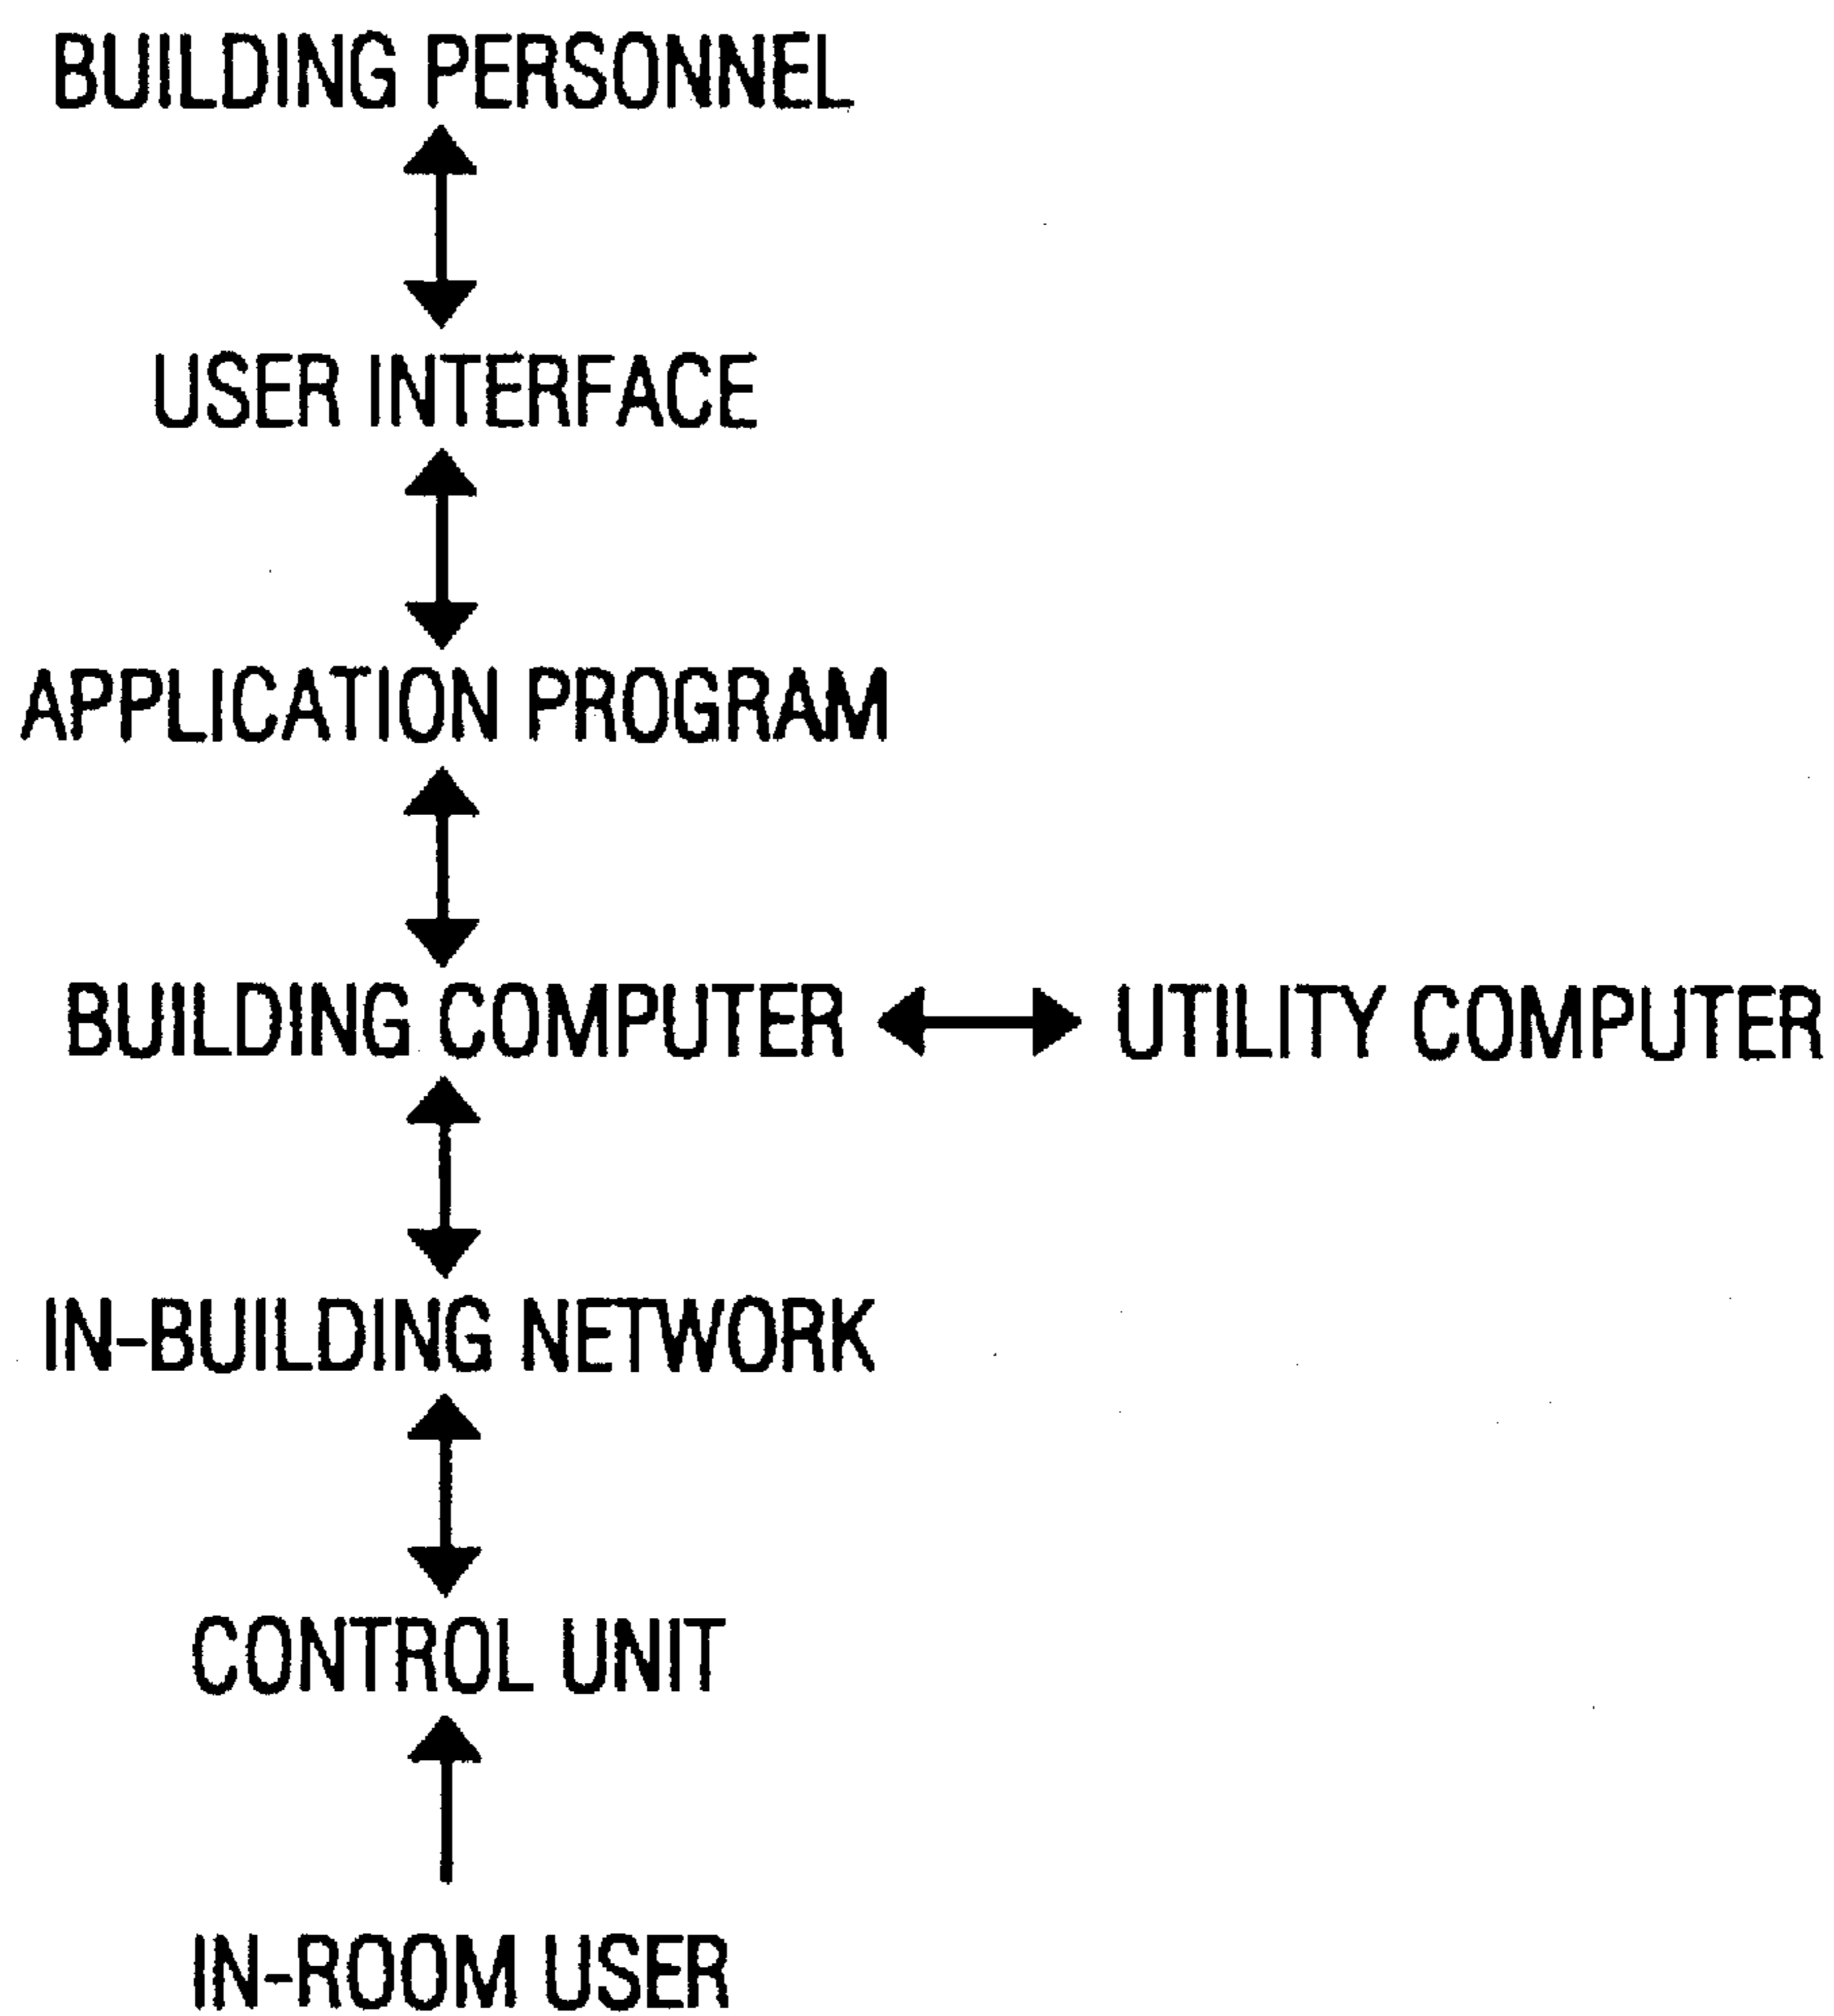 BUILDING PERSONNEL
USER INTERFACE
APPLICATION PROGRAM
BUILDING COMPUTER UTILITY COMPUTER
IN-BUILDING NETWORK
CONTROL UNIT
IN-ROOM USER